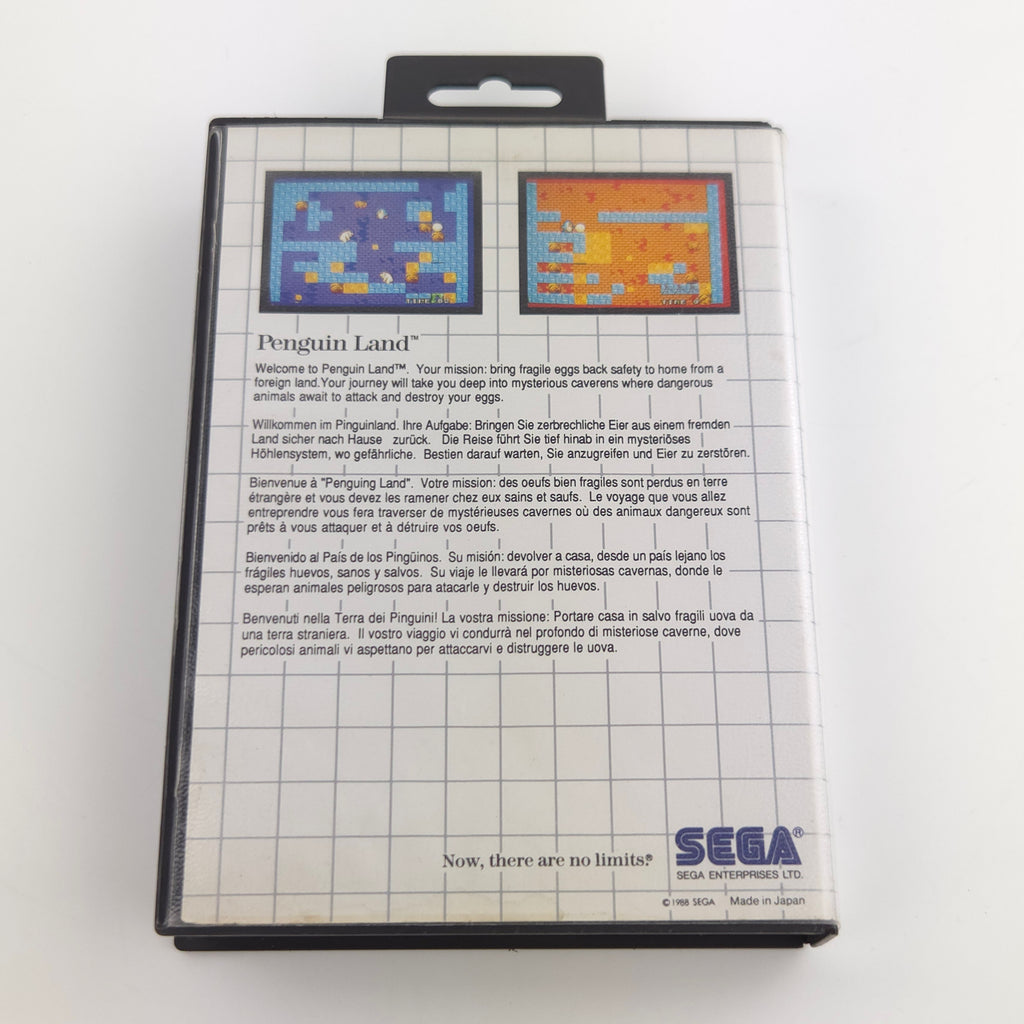 Penguin Land™
Welcome to Penguin Land™. Your mission: bring fragile eggs back safety to home from a
foreign land.Your journey will take you deep into mysterious caverens where dangerous
animals await to attack and destroy your eggs.
Willkommen im Pinguinland. Ihre Aufgabe: Bringen Sie zerbrechliche Eier aus einem fremden
Land sicher nach Hause zurück. Die Reise führt Sie tief hinab in ein mysteriöses
Höhlensystem, wo gefährliche. Bestien darauf warten, Sie anzugreifen und Eier zu zerstören.
Bienvenue à "Penguing Land". Votre mission: des oeufs bien fragiles sont perdus en terre
étrangère et vous devez les ramener chez eux sains et saufs. Le voyage que vous allez
entreprendre vous fera traverser de mystérieuses cavernes où des animaux dangereux sont
prêts à vous attaquer et à détruire vos oeufs.
Bienvenido al País de los Pingüinos. Su misión: devolver a casa, desde un país lejano los
frágiles huevos, sanos y salvos. Su viaje le llevará por misteriosas cavernas, donde le
esperan animales peligrosos para atacarle y destruir los huevos.
Benvenuti nella Terra dei Pinguini! La vostra missione: Portare casa in salvo fragili uova da
una terra straniera. Il vostro viaggio vi condurrà nel profondo di misteriose caverne, dove
pericolosi animali vi aspettano per attaccarvi e distruggere le uova.
Now, there are no limits.®
SEGA®
SEGA ENTERPRISES LTD.
©1988 SEGA Made in Japan